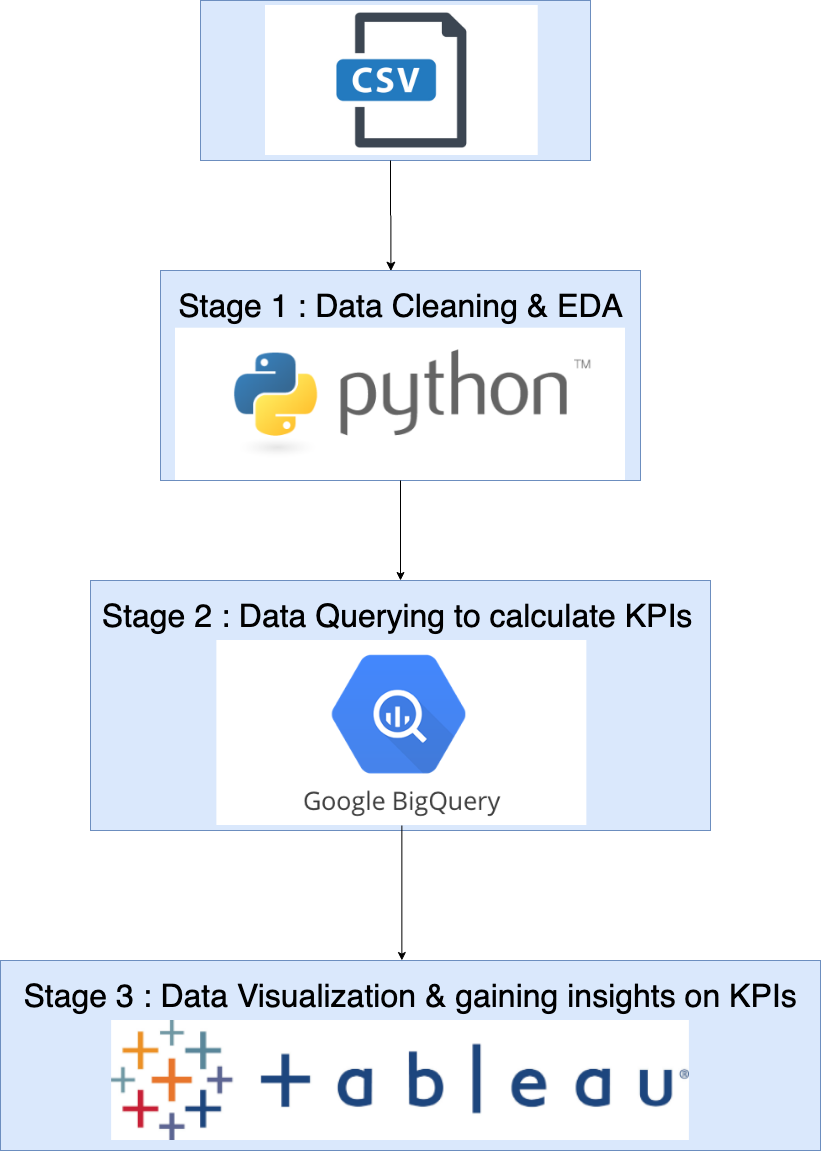 CSV
Stage 1 : Data Cleaning & EDA
python™
Stage 2 : Data Querying to calculate KPIs
Google BigQuery
Stage 3 : Data Visualization & gaining insights on KPIs
+ableau®